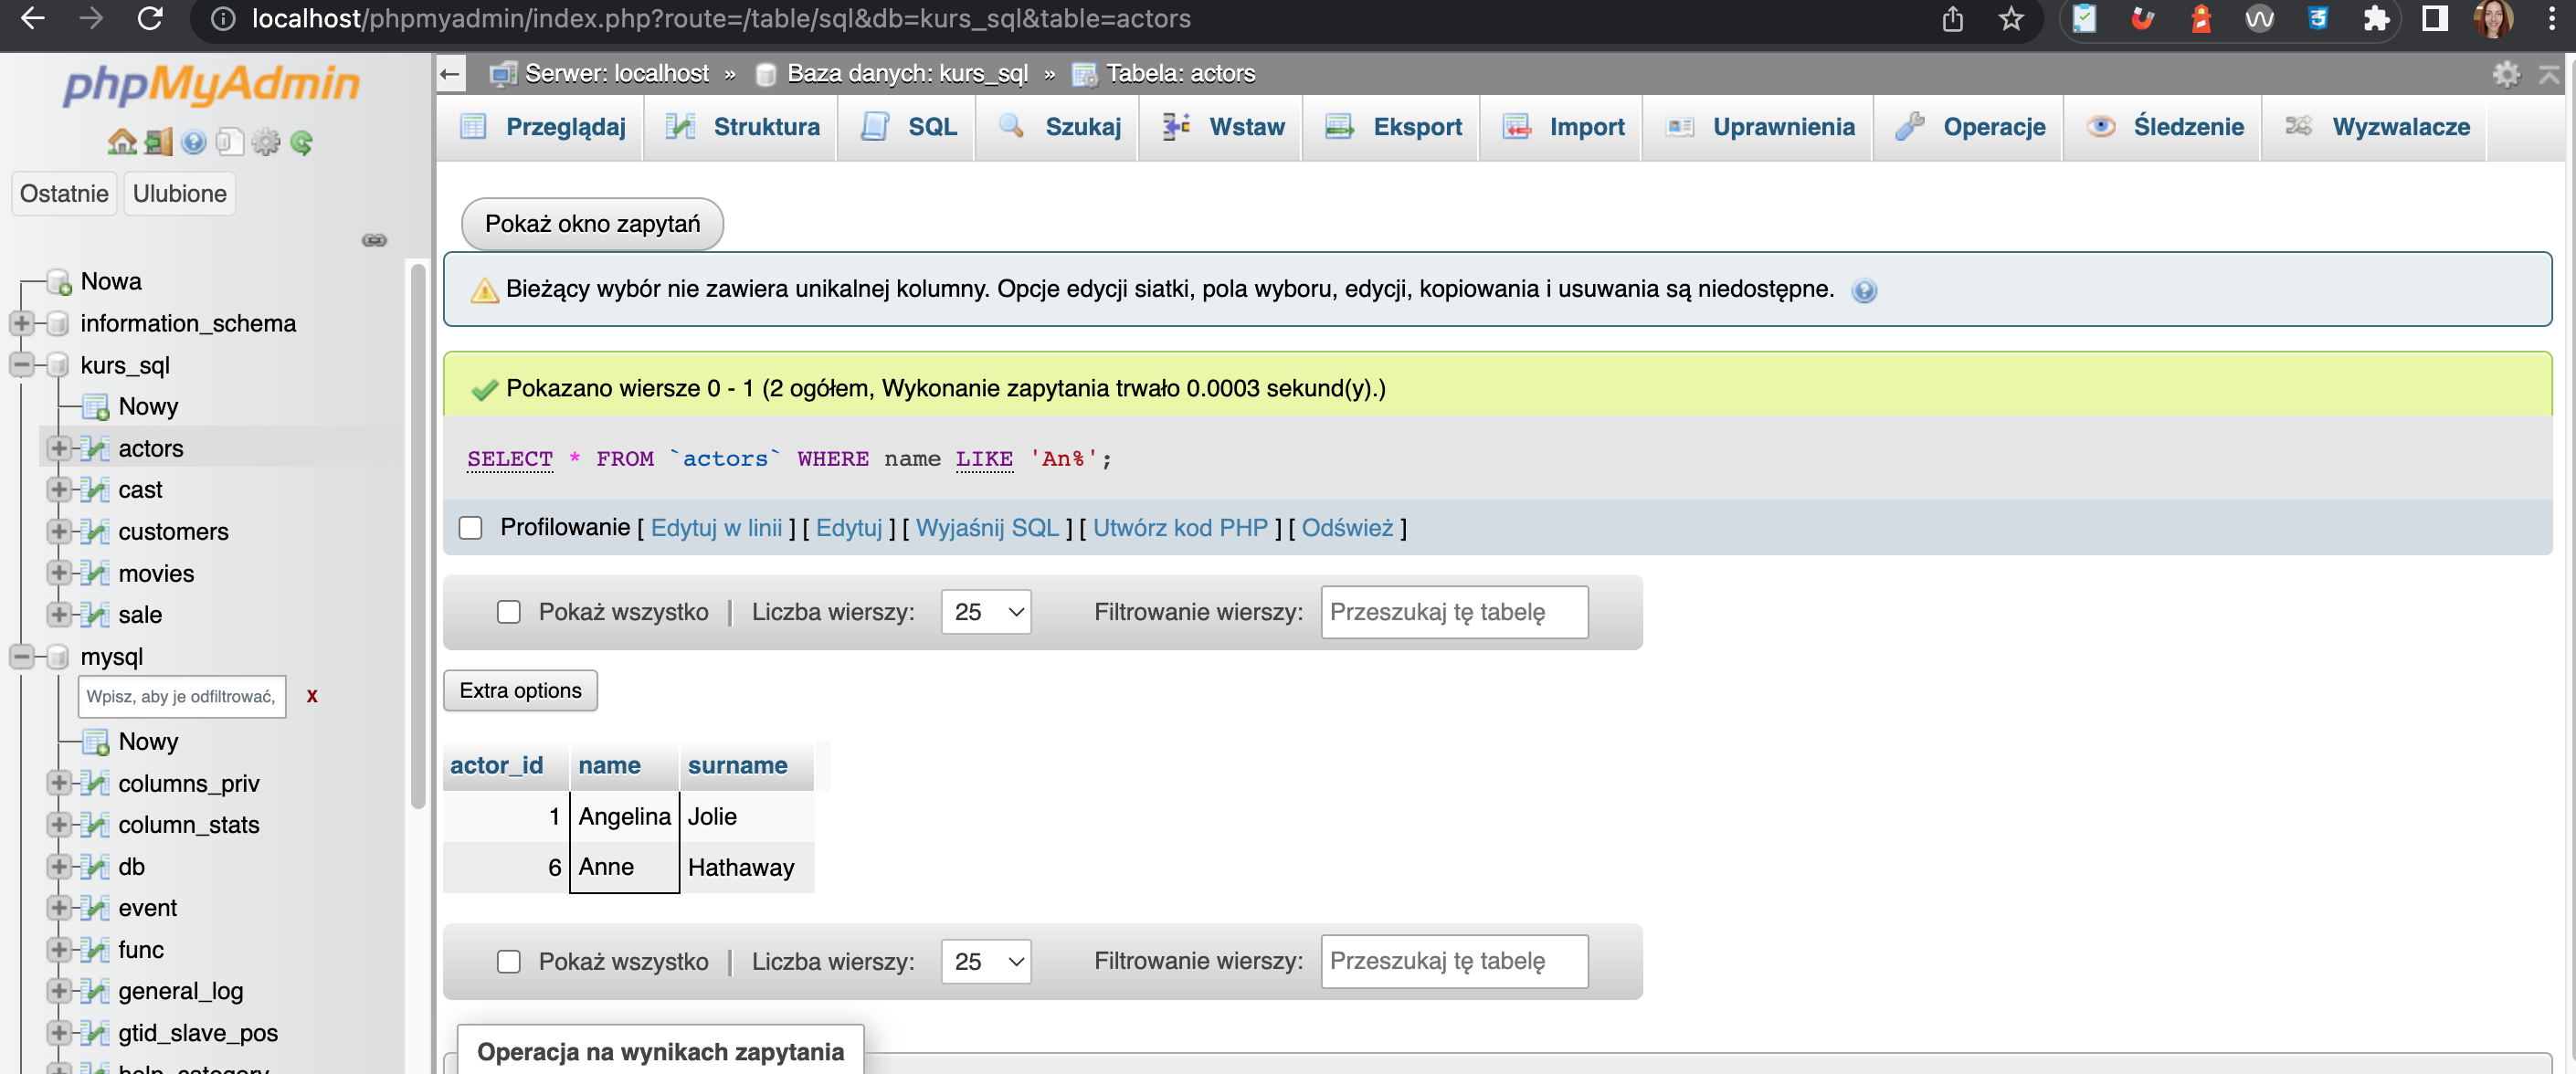 localhost/phpmyadmin/index.php?route=/table/sql&db=kurs_sql&table=actors
phpMyAdmin
Ostatnie Ulubione
Nowa
information_schema
kurs_sql
Nowy
actors
cast
customers
movies
sale
mysql
Wpisz, aby je odfiltrować, X
Nowy
columns_priv
column_stats
db
event
func
general_log
gtid_slave_pos
help_category
Serwer: localhost » Baza danych: kurs_sql » Tabela: actors
Przeglądaj Struktura SQL Szukaj Wstaw Eksport Import Uprawnienia Operacje Śledzenie Wyzwalacze
Pokaż okno zapytań
Bieżący wybór nie zawiera unikalnej kolumny. Opcje edycji siatki, pola wyboru, edycji, kopiowania i usuwania są niedostępne.
Pokazano wiersze 0 - 1 (2 ogółem, Wykonanie zapytania trwało 0.0003 sekund(y).)
SELECT * FROM `actors` WHERE name LIKE 'An%';
Profilowanie [ Edytuj w linii ] [ Edytuj ] [ Wyjaśnij SQL ] [ Utwórz kod PHP ] [ Odśwież ]
Pokaż wszystko | Liczba wierszy: 25 Filtrowanie wierszy: Przeszukaj tę tabelę
Extra options
actor_id name surname
1 Angelina Jolie
6 Anne Hathaway
Pokaż wszystko | Liczba wierszy: 25 Filtrowanie wierszy: Przeszukaj tę tabelę
Operacja na wynikach zapytania